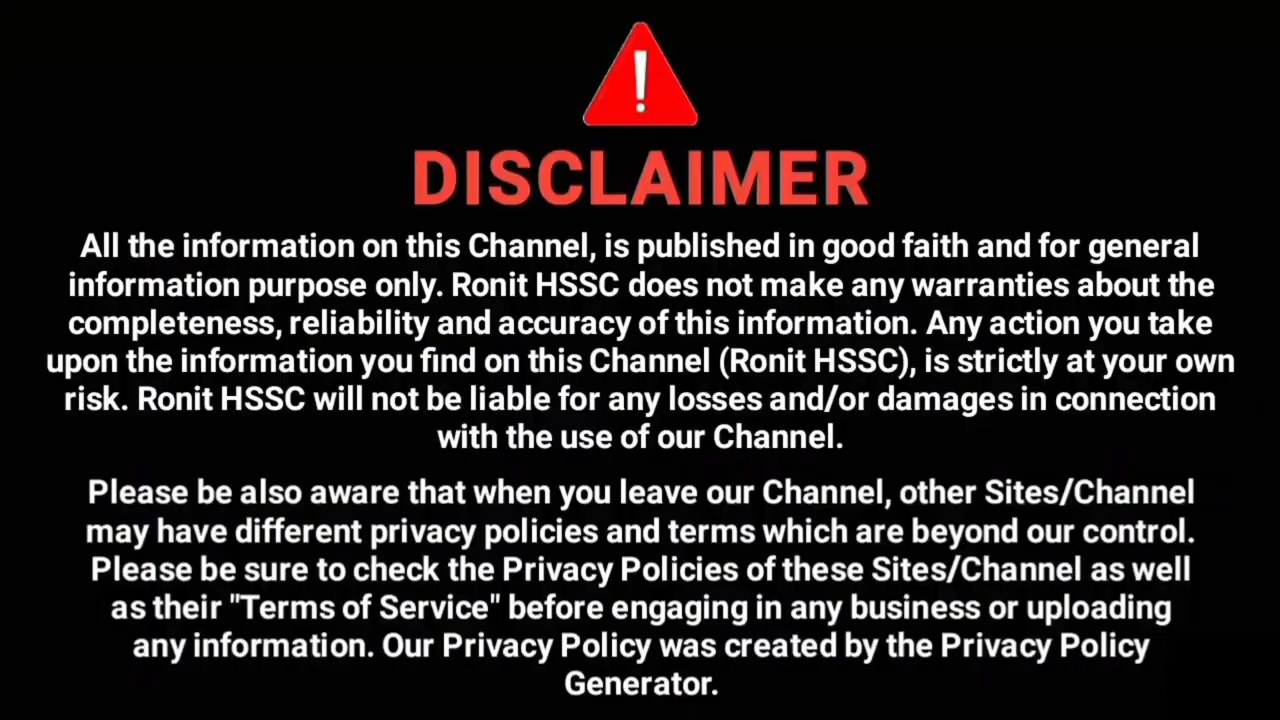 DISCLAIMER
All the information on this Channel, is published in good faith and for general
information purpose only. Ronit HSSC does not make any warranties about the
completeness, reliability and accuracy of this information. Any action you take
upon the information you find on this Channel (Ronit HSSC), is strictly at your own
risk. Ronit HSSC will not be liable for any losses and/or damages in connection
with the use of our Channel.
Please be also aware that when you leave our Channel, other Sites/Channel
may have different privacy policies and terms which are beyond our control.
Please be sure to check the Privacy Policies of these Sites/Channel as well
as their "Terms of Service" before engaging in any business or uploading
any information. Our Privacy Policy was created by the Privacy Policy
Generator.